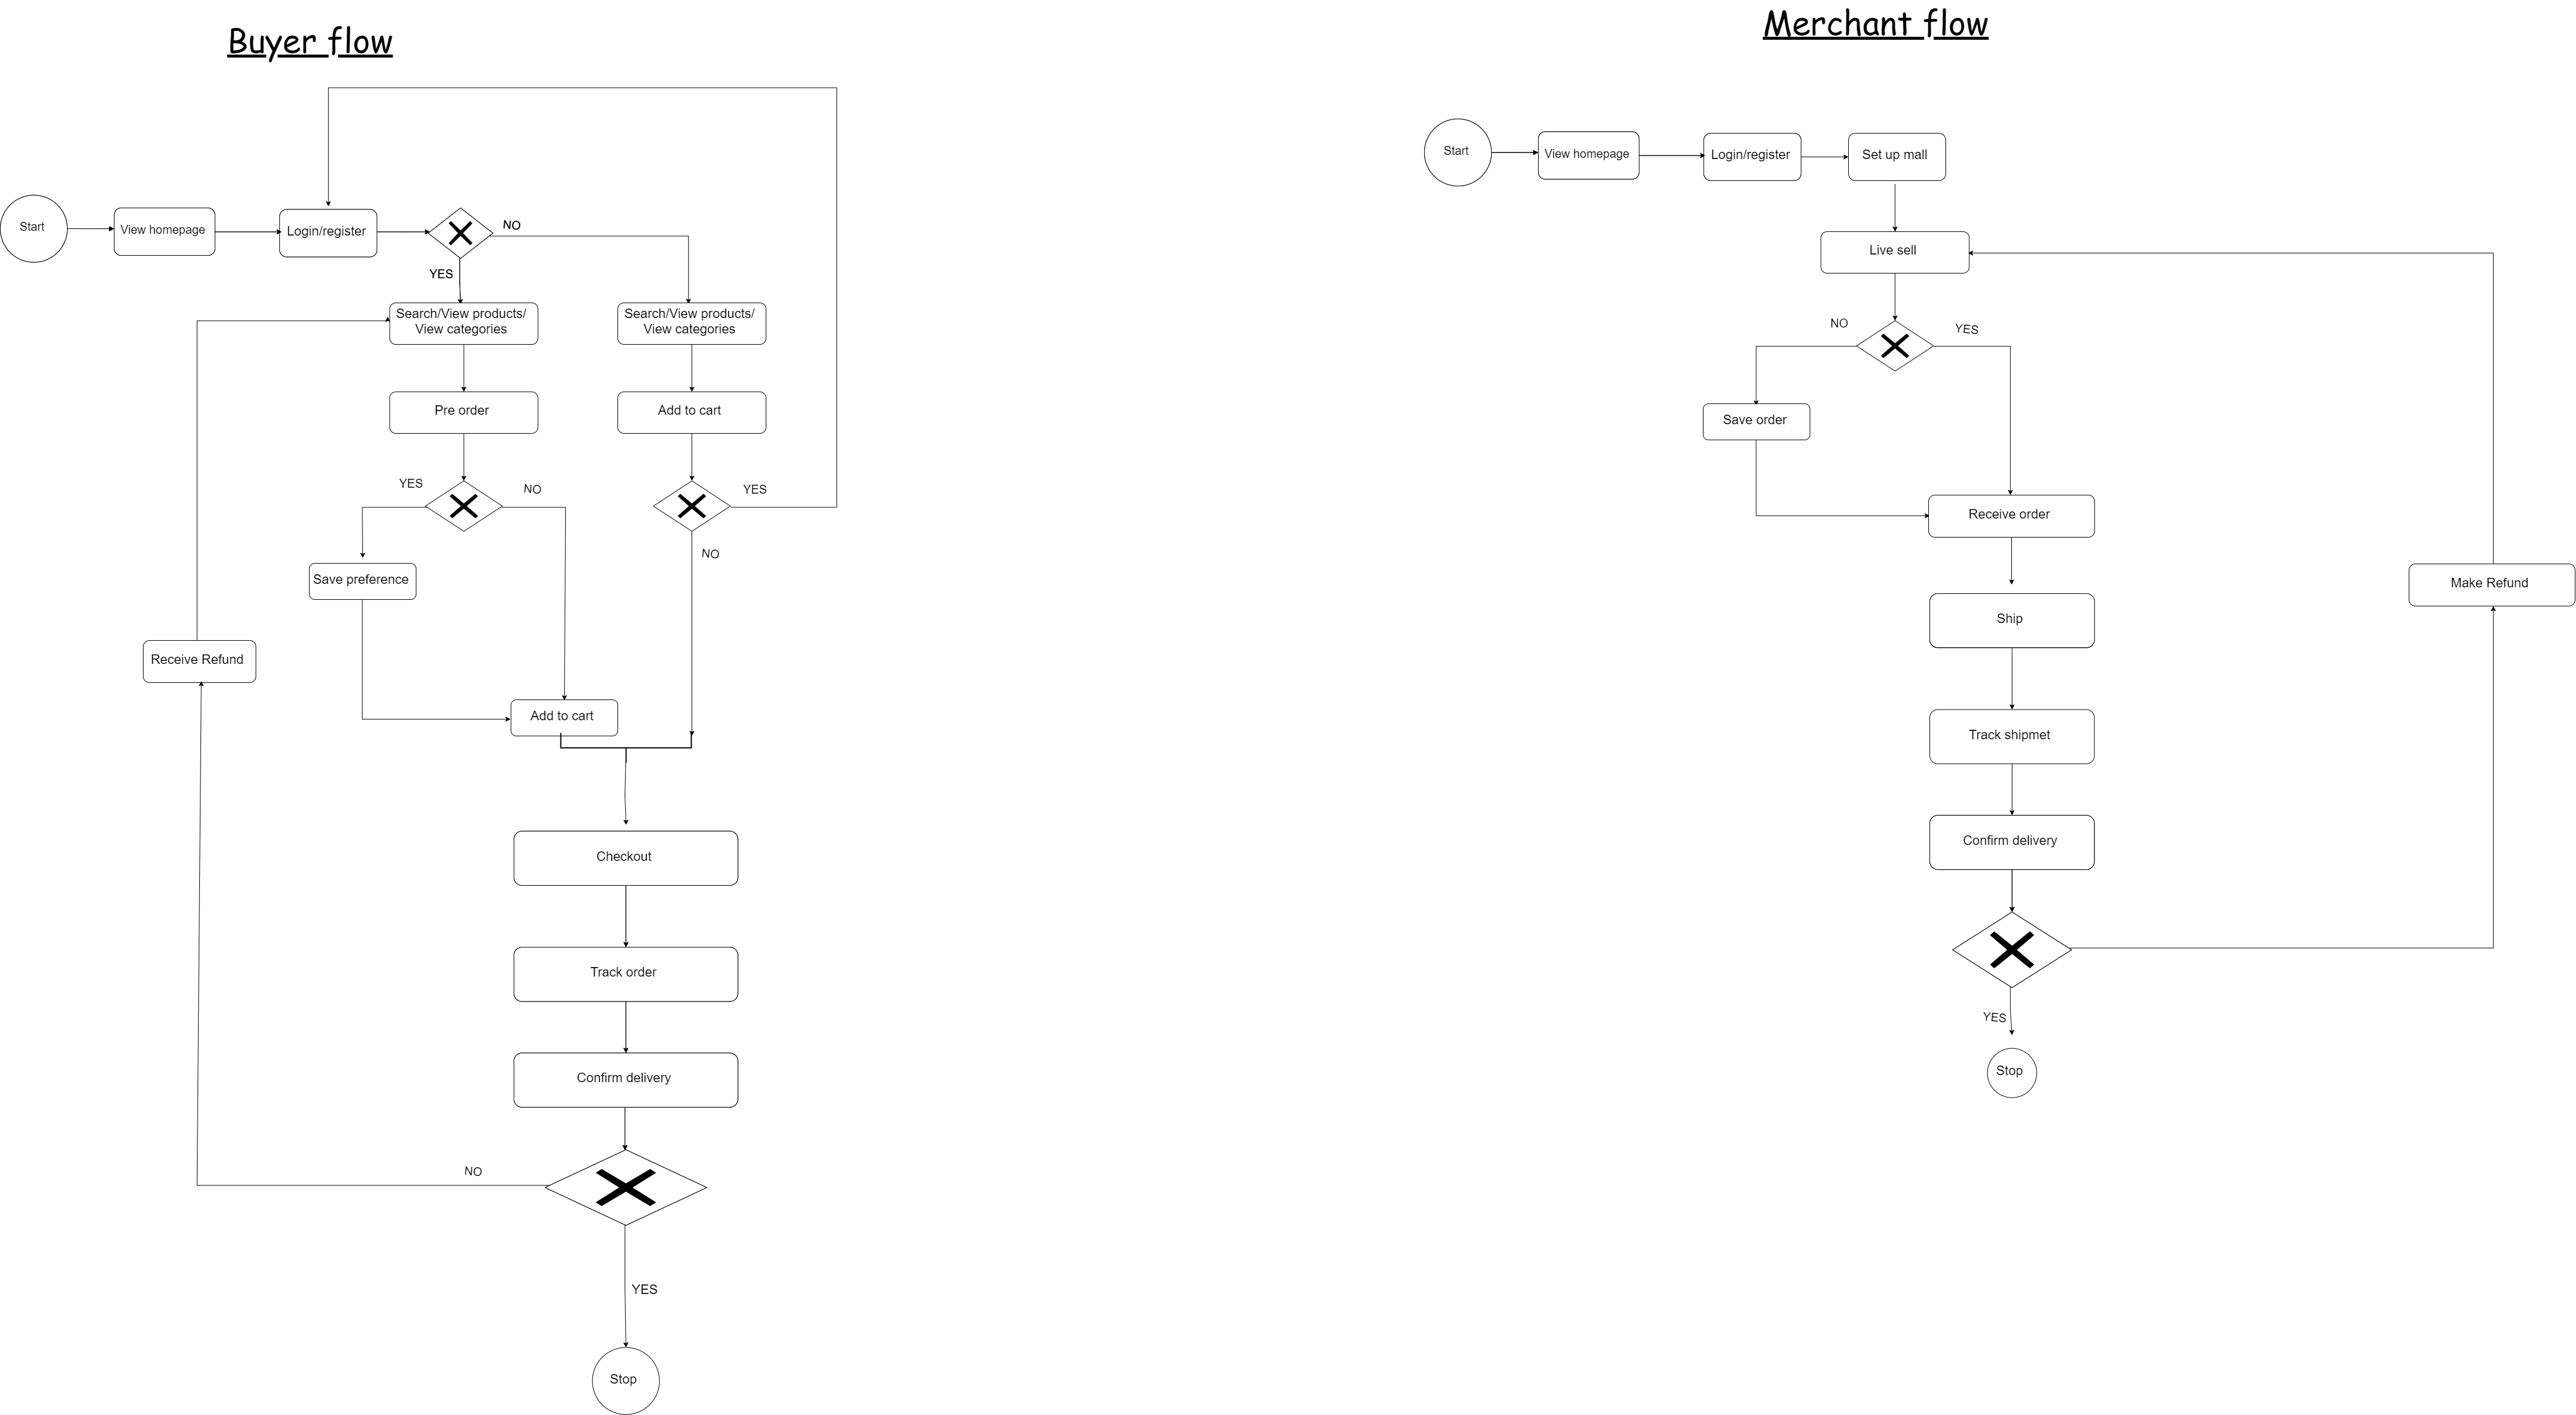 Buyer flow
Start
View homepage
Login/register
NO
YES
Search/View products/
View categories
Search/View products/
View categories
Pre order
Add to cart
YES
NO
YES
NO
Save preference
Receive Refund
Add to cart
Checkout
Track order
Confirm delivery
NO
YES
Stop
Merchant flow
Start
View homepage
Login/register
Set up mall
Live sell
NO
YES
Save order
Receive order
Make Refund
Ship
Track shipmet
Confirm delivery
YES
Stop